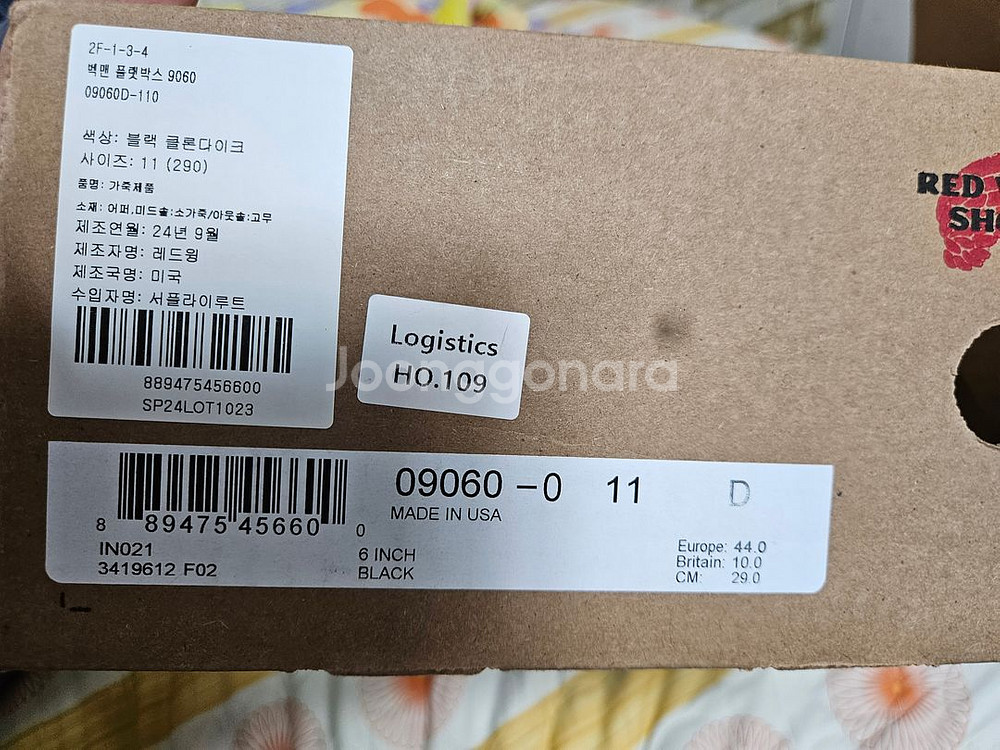 2F-1-3-4
벡맨 플랫박스 9060
09060D-110
색상: 블랙 클론다이크
사이즈: 11 (290)
품명: 가죽제품
소재: 어퍼,미드솔:소가죽/아웃솔:고무
제조연월: 24년 9월
제조자명: 레드윙
제조국명: 미국
수입자명: 서플라이루트
889475456600
SP24LOT1023
Logistics
HO.109
Joonggonara
RED
SHO
09060-0 11 D
MADE IN USA
8 89475 45660 0
IN021
3419612 F02
6 INCH
BLACK
Europe: 44.0
Britain: 10.0
CM: 29.0